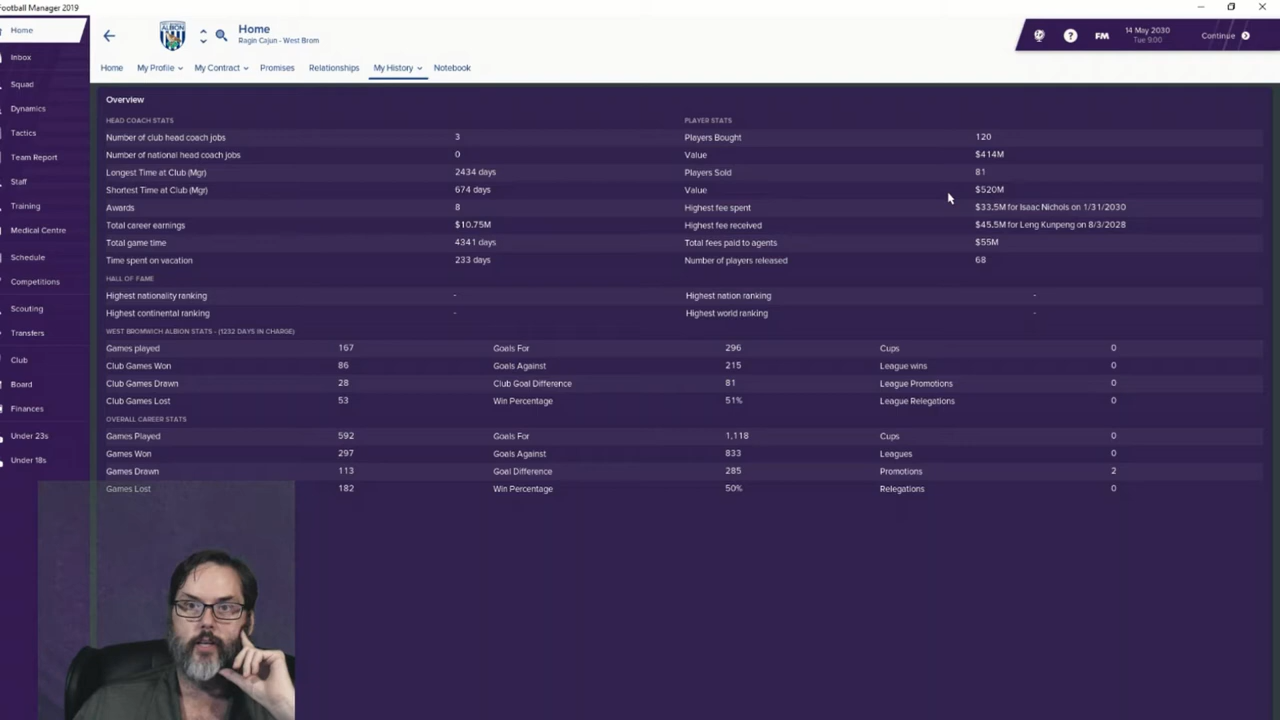 Football Manager 2019
Home
Inbox
Squad
Dynamics
Tactics
Team Report
Staff
Training
Medical Centre
Schedule
Competitions
Scouting
Transfers
Club
Board
Finances
Under 23s
Under 18s
ALBION
Home
Ragin Cajun - West Brom
FM
14 May 2030
Tue 9:00
Continue
Home My Profile My Contract Promises Relationships My History Notebook
Overview
HEAD COACH STATS PLAYER STATS
Number of club head coach jobs 3 Players Bought 120
Number of national head coach jobs 0 Value $414M
Longest Time at Club (Mgr) 2434 days Players Sold 81
Shortest Time at Club (Mgr) 674 days Value $520M
Awards 8 Highest fee spent $33.5M for Isaac Nichols on 1/31/2030
Total career earnings $10.75M Highest fee received $45.5M for Leng Kunpeng on 8/3/2028
Total game time 4341 days Total fees paid to agents $55M
Time spent on vacation 233 days Number of players released 68
HALL OF FAME
Highest nationality ranking - Highest nation ranking -
Highest continental ranking - Highest world ranking -
WEST BROMWICH ALBION STATS - (1232 DAYS IN CHARGE)
Games played 167 Goals For 296 Cups 0
Club Games Won 86 Goals Against 215 League wins 0
Club Games Drawn 28 Club Goal Difference 81 League Promotions 0
Club Games Lost 53 Win Percentage 51% League Relegations 0
OVERALL CAREER STATS
Games Played 592 Goals For 1,118 Cups 0
Games Won 297 Goals Against 833 Leagues 0
Games Drawn 113 Goal Difference 285 Promotions 2
Games Lost 182 Win Percentage 50% Relegations 0